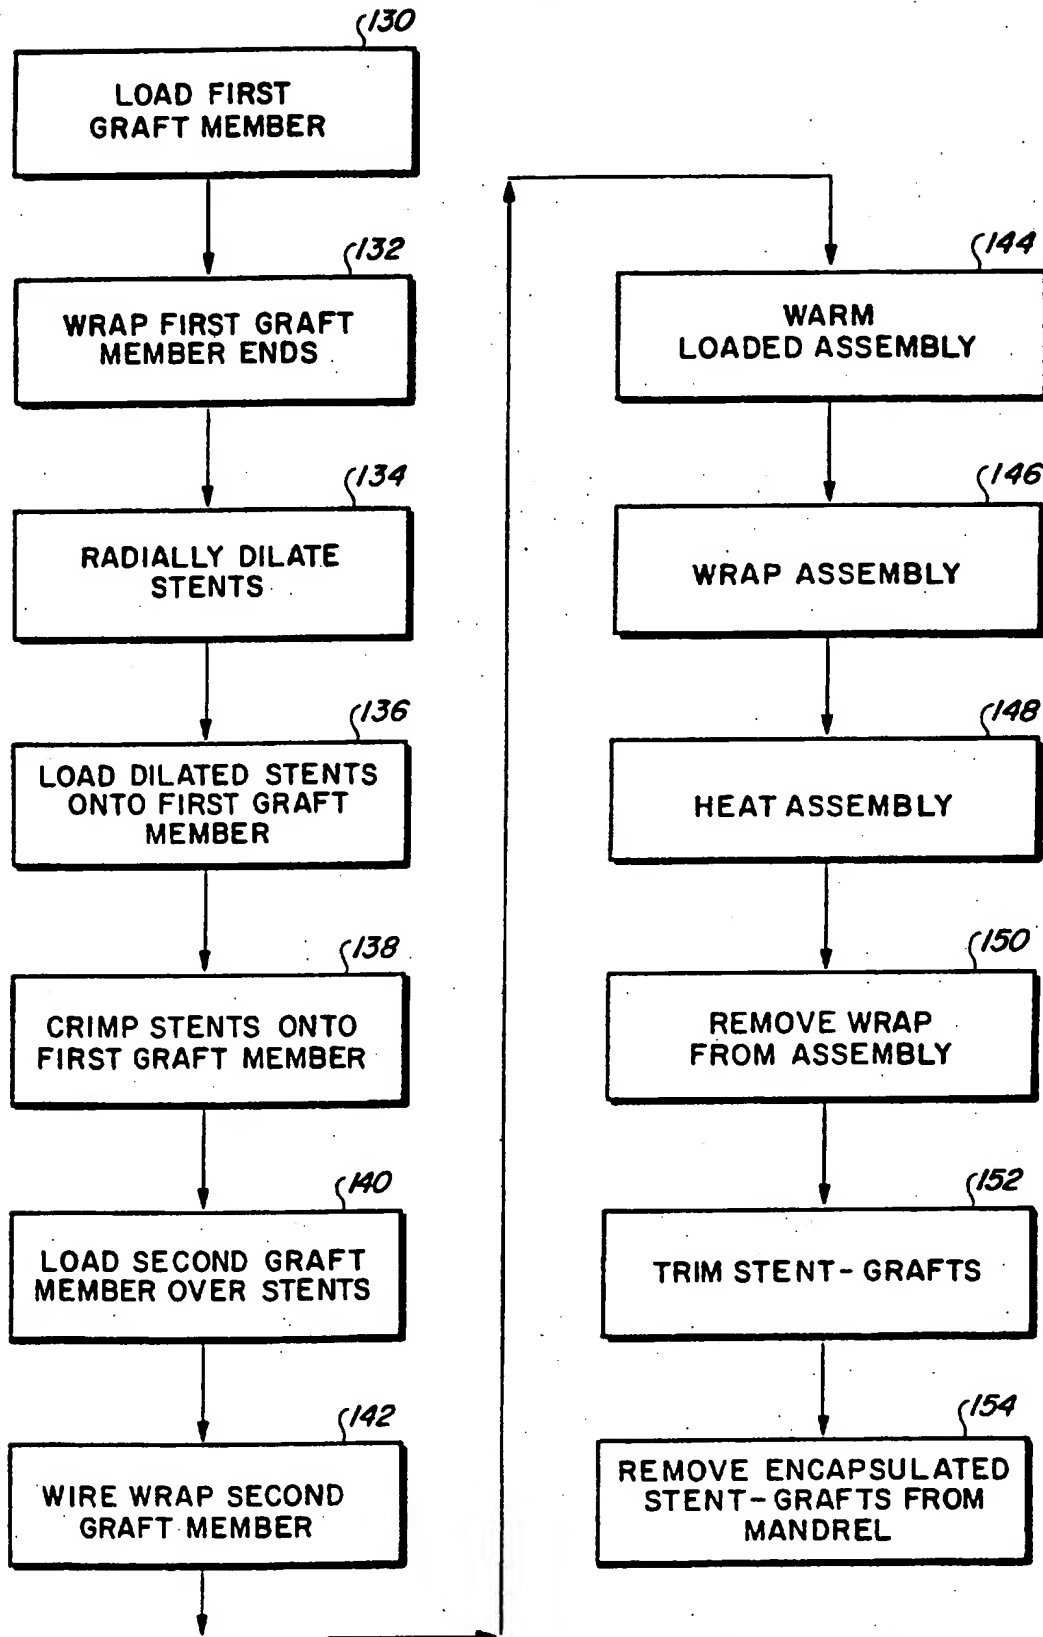 130
LOAD FIRST
GRAFT MEMBER
132
WRAP FIRST GRAFT
MEMBER ENDS
134
RADIALLY DILATE
STENTS
136
LOAD DILATED STENTS
ONTO FIRST GRAFT
MEMBER
138
CRIMP STENTS ONTO
FIRST GRAFT MEMBER
140
LOAD SECOND GRAFT
MEMBER OVER STENTS
142
WIRE WRAP SECOND
GRAFT MEMBER
144
WARM
LOADED ASSEMBLY
146
WRAP ASSEMBLY
148
HEAT ASSEMBLY
150
REMOVE WRAP
FROM ASSEMBLY
152
TRIM STENT-GRAFTS
154
REMOVE ENCAPSULATED
STENT-GRAFTS FROM
MANDREL